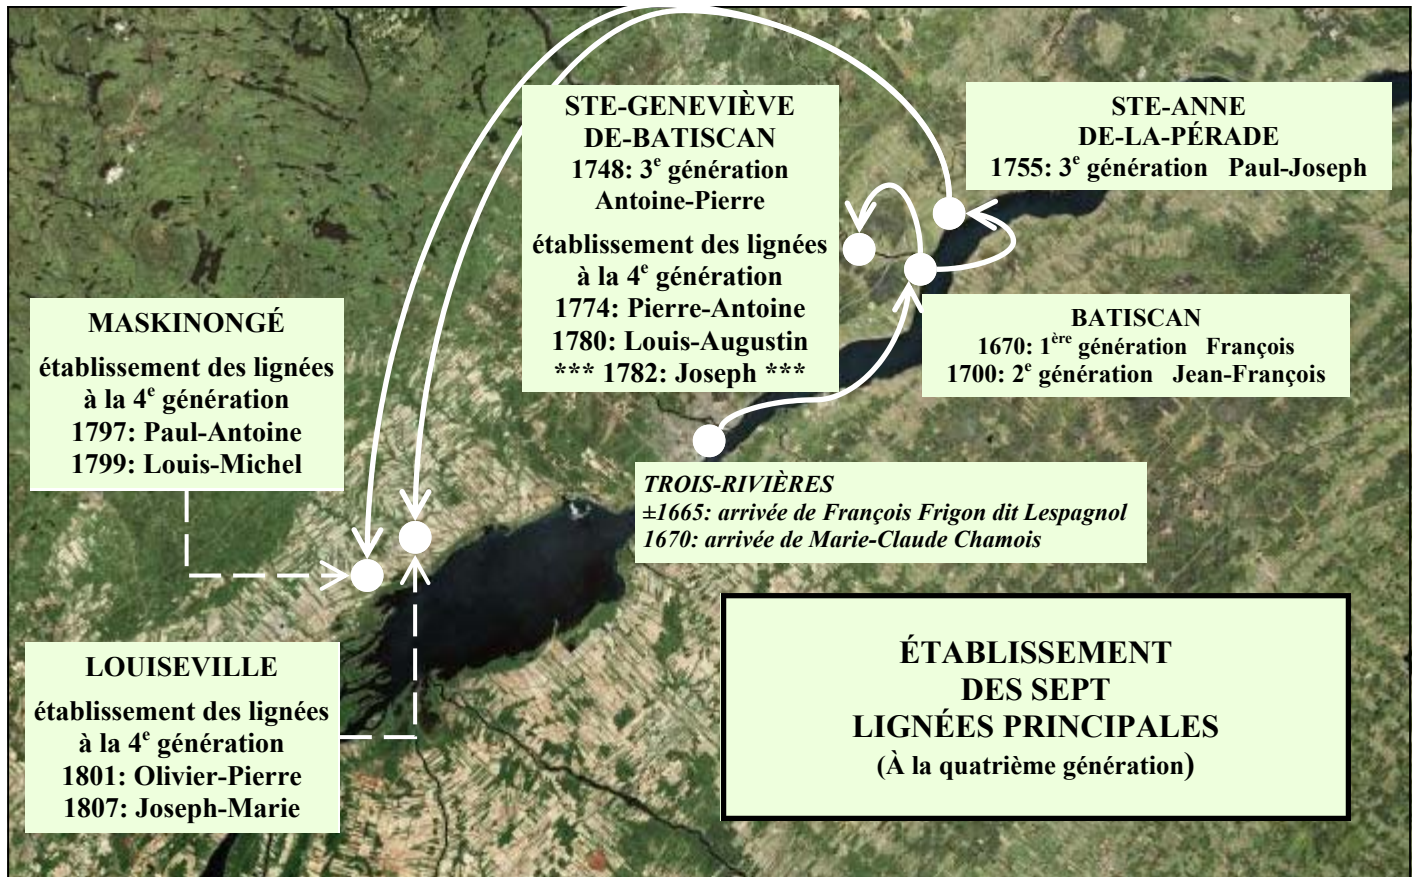 STE-GENEVIÈVE
DE-BATISCAN
1748: 3e génération
Antoine-Pierre
établissement des lignées
à la 4e génération
1774: Pierre-Antoine
1780: Louis-Augustin
*** 1782: Joseph ***
STE-ANNE
DE-LA-PÉRADE
1755: 3e génération Paul-Joseph
BATISCAN
1670: 1ère génération François
1700: 2e génération Jean-François
MASKINONGÉ
établissement des lignées
à la 4e génération
1797: Paul-Antoine
1799: Louis-Michel
TROIS-RIVIÈRES
±1665: arrivée de François Frigon dit Lespagnol
1670: arrivée de Marie-Claude Chamois
LOUISEVILLE
établissement des lignées
à la 4e génération
1801: Olivier-Pierre
1807: Joseph-Marie
ÉTABLISSEMENT
DES SEPT
LIGNÉES PRINCIPALES
(À la quatrième génération)